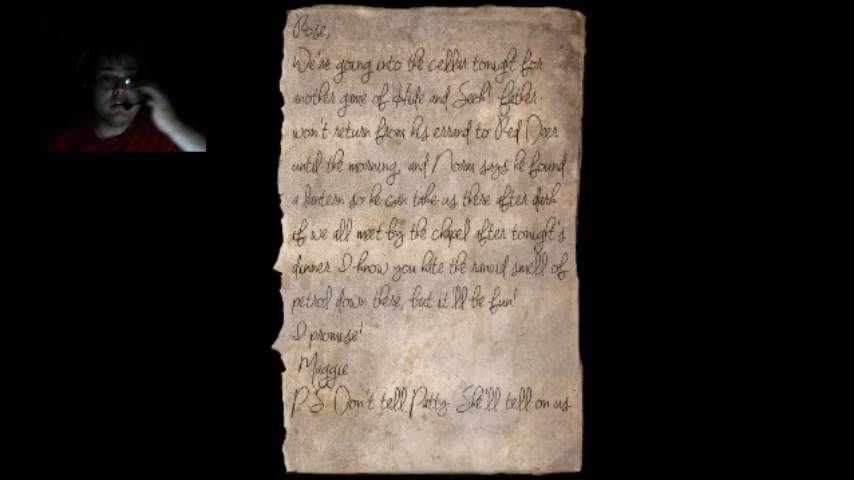 Rose,
We're going into the cellar tonight for
another game of Hide and Seek! Father
won't return from his errand to Red Deer
until the morning, and Norm says he found
a lantern so he can take us there after dark
if we all meet by the chapel after tonight's
dinner. I know you hate the rancid smell of
petrol down there, but it'll be fun!
I promise!
Maggie
P.S. Don't tell Patty. She'll tell on us.